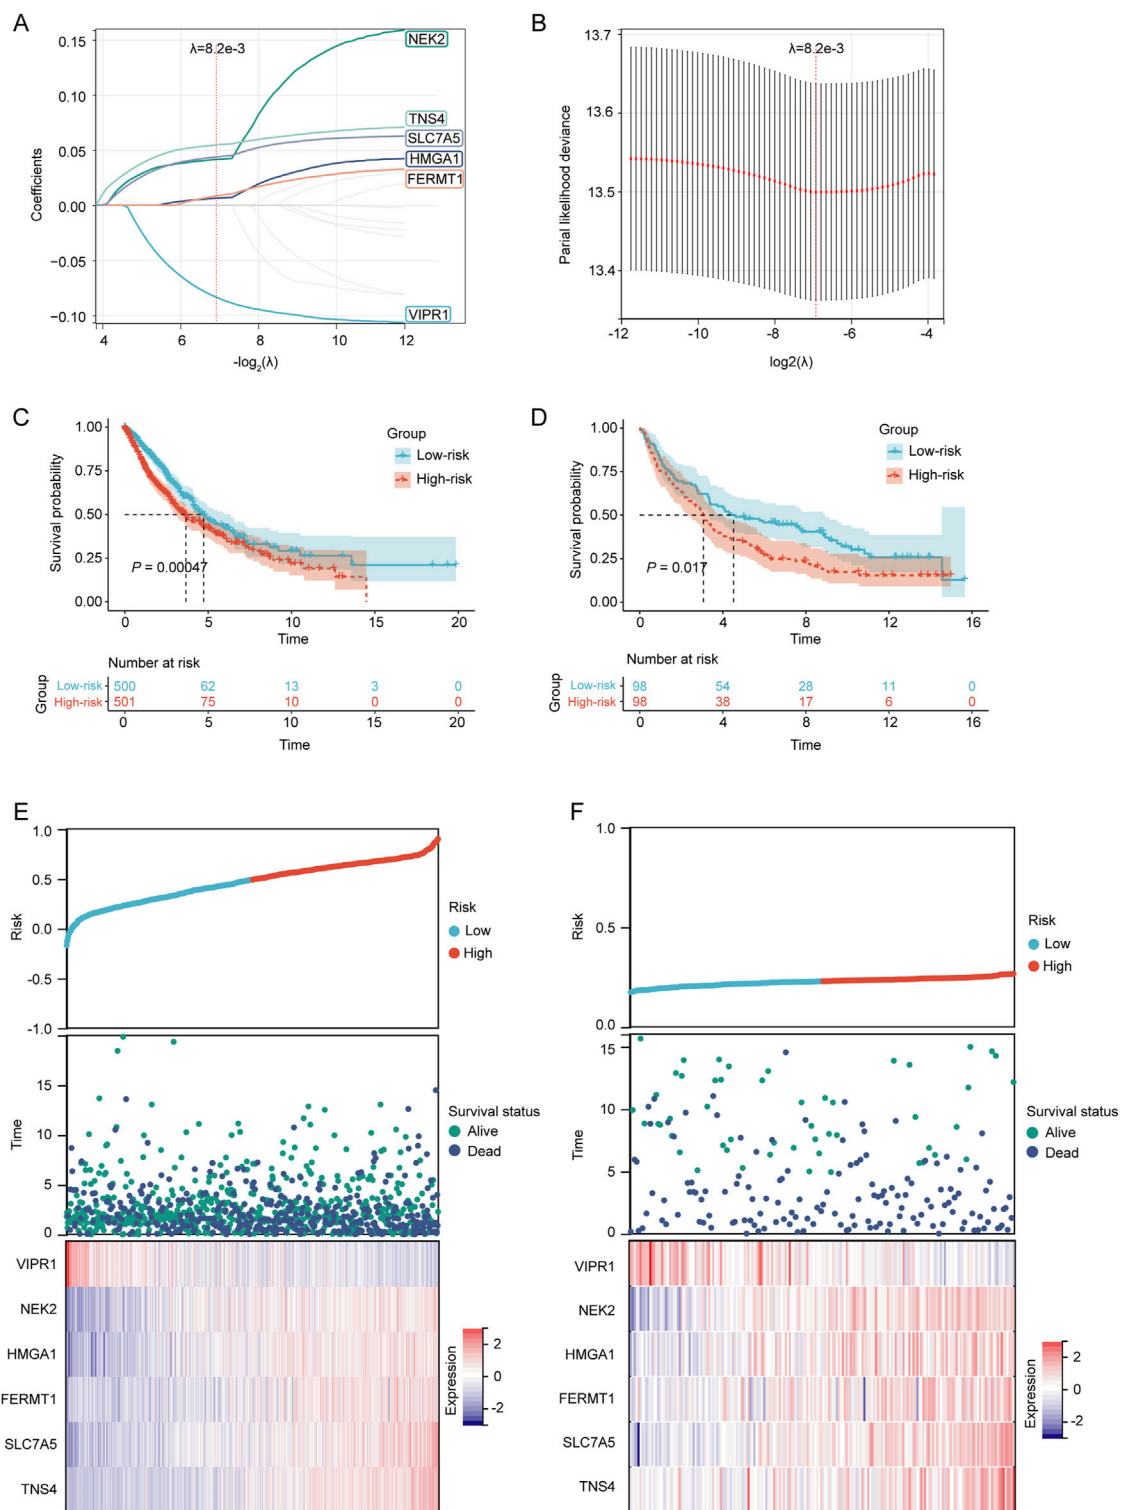 A
λ=8.2e-3
0.15
0.10
0.05
0.00
−0.05
−0.10
Coefficients
NEK2
TNS4
SLC7A5
HMGA1
FERMT1
VIPR1
4 6 8 10 12
-log2(λ)
B
λ=8.2e-3
13.7
13.6
13.5
13.4
Parial likelihood deviance
-12 -10 -8 -6 -4
log2(λ)
C
1.00
0.75
0.50
0.25
0.00
Survival probability
Group
Low-risk
High-risk
P = 0.00047
0 5 10 15 20
Time
Number at risk
Group
Low-risk 500 62 13 3 0
High-risk 501 75 10 0 0
0 5 10 15 20
Time
D
1.00
0.75
0.50
0.25
0.00
Survival probability
Group
Low-risk
High-risk
P = 0.017
0 4 8 12 16
Time
Number at risk
Group
Low-risk 98 54 28 11 0
High-risk 98 38 17 6 0
0 4 8 12 16
Time
E
1.0
0.5
0.0
-0.5
-1.0
Risk
Risk
Low
High
15
10
5
0
Time
Survival status
Alive
Dead
VIPR1
NEK2
HMGA1
FERMT1
SLC7A5
TNS4
Expression
2
0
-2
F
1.0
0.5
0.0
Risk
Risk
Low
High
15
10
5
0
Time
Survival status
Alive
Dead
VIPR1
NEK2
HMGA1
FERMT1
SLC7A5
TNS4
Expression
2
0
-2